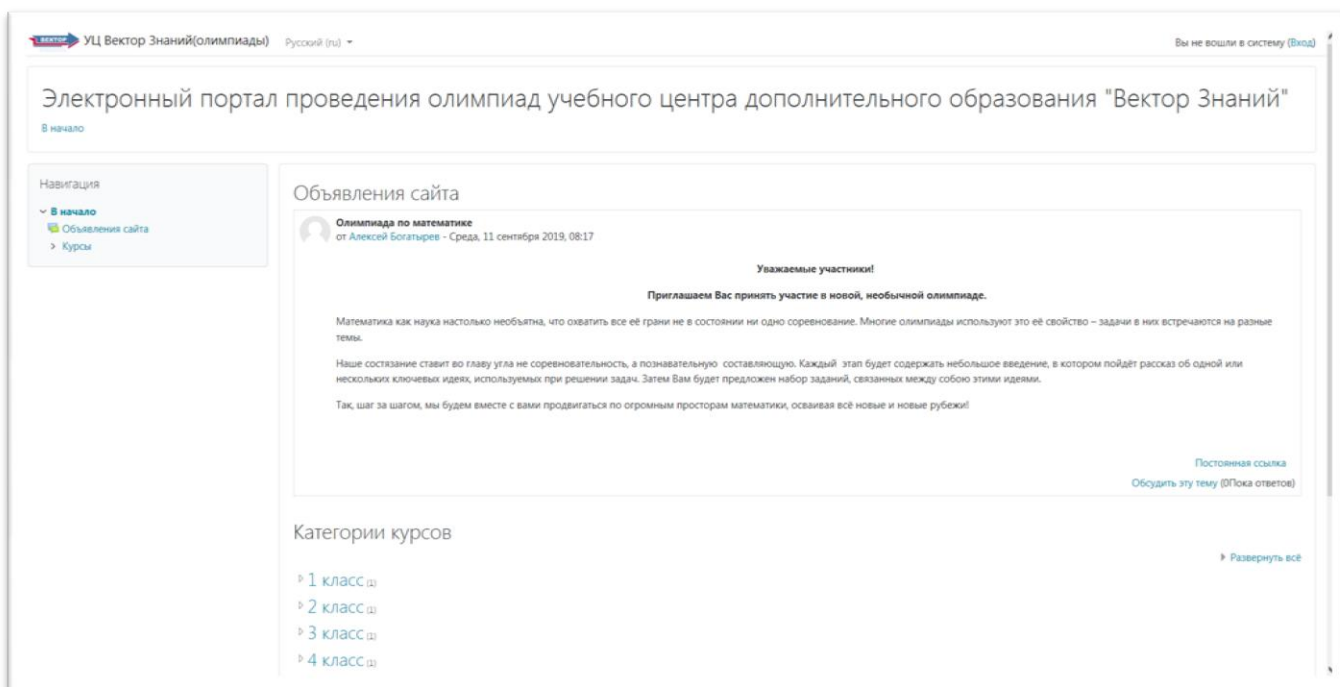 ВЕКТОР УЦ Вектор Знаний(олимпиады) Русский (ru) Вы не вошли в систему (Вход)
Электронный портал проведения олимпиад учебного центра дополнительного образования "Вектор Знаний"
В начало
Навигация
В начало
Объявления сайта
Курсы
Объявления сайта
Олимпиада по математике
от Алексей Богатырев - Среда, 11 сентября 2019, 08:17
Уважаемые участники!
Приглашаем Вас принять участие в новой, необычной олимпиаде.
Математика как наука настолько необъятна, что охватить все её грани не в состоянии ни одно соревнование. Многие олимпиады используют это её свойство – задачи в них встречаются на разные
темы.
Наше состязание ставит во главу угла не соревновательность, а познавательную составляющую. Каждый этап будет содержать небольшое введение, в котором пойдёт рассказ об одной или
нескольких ключевых идеях, используемых при решении задач. Затем Вам будет предложен набор заданий, связанных между собою этими идеями.
Так, шаг за шагом, мы будем вместе с вами продвигаться по огромным просторам математики, осваивая всё новые и новые рубежи!
Постоянная ссылка
Обсудить эту тему (0Пока ответов)
Категории курсов
Развернуть всё
1 класс (1)
2 класс (1)
3 класс (1)
4 класс (1)